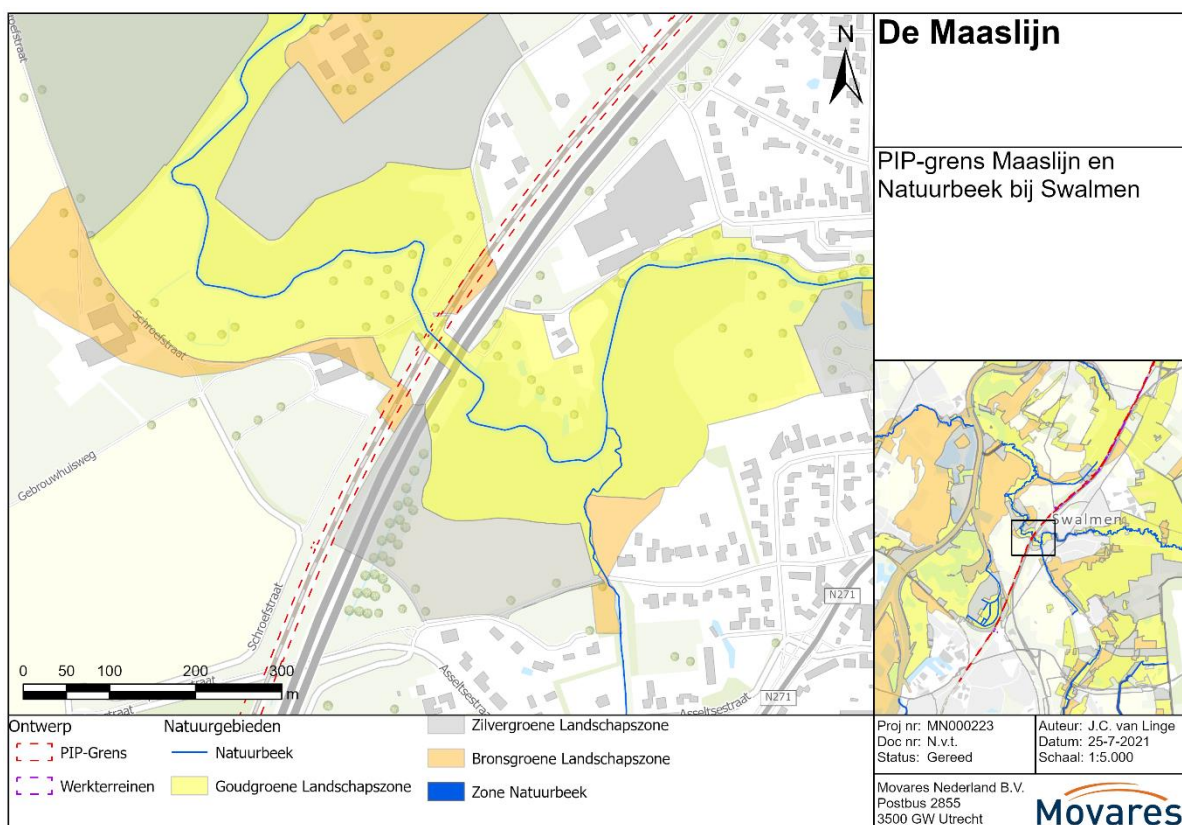 De Maaslijn
PIP-grens Maaslijn en
Natuurbeek bij Swalmen
N
Schroefstraat
Schroefstraat
Gebrouwhuisweg
Schroefstraat
Asseltsestraat
Asseltsestraat
N271
N271
straat
straat
Swalmen
0 50 100 200 300
m
Ontwerp
PIP-Grens
Werkterreinen
Natuurgebieden
Natuurbeek
Goudgroene Landschapszone
Zilvergroene Landschapszone
Bronsgroene Landschapszone
Zone Natuurbeek
Proj nr: MN000223
Doc nr: N.v.t.
Status: Gereed
Auteur: J.C. van Linge
Datum: 25-7-2021
Schaal: 1:5.000
Movares Nederland B.V.
Postbus 2855
3500 GW Utrecht
Movares